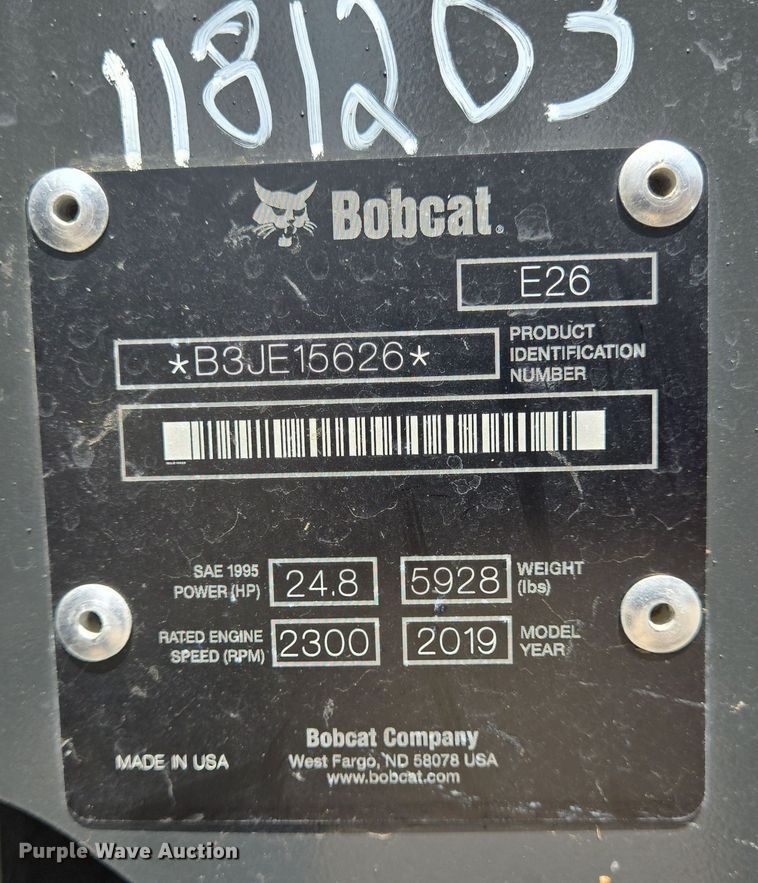 1181203
Bobcat®
E26
*B3JE15626*
PRODUCT
IDENTIFICATION
NUMBER
SAE 1995
POWER (HP)
24.8
5928
WEIGHT
(lbs)
RATED ENGINE
SPEED (RPM)
2300
2019
MODEL
YEAR
Bobcat Company
MADE IN USA
West Fargo, ND 58078 USA
www.bobcat.com
Purple Wave Auction